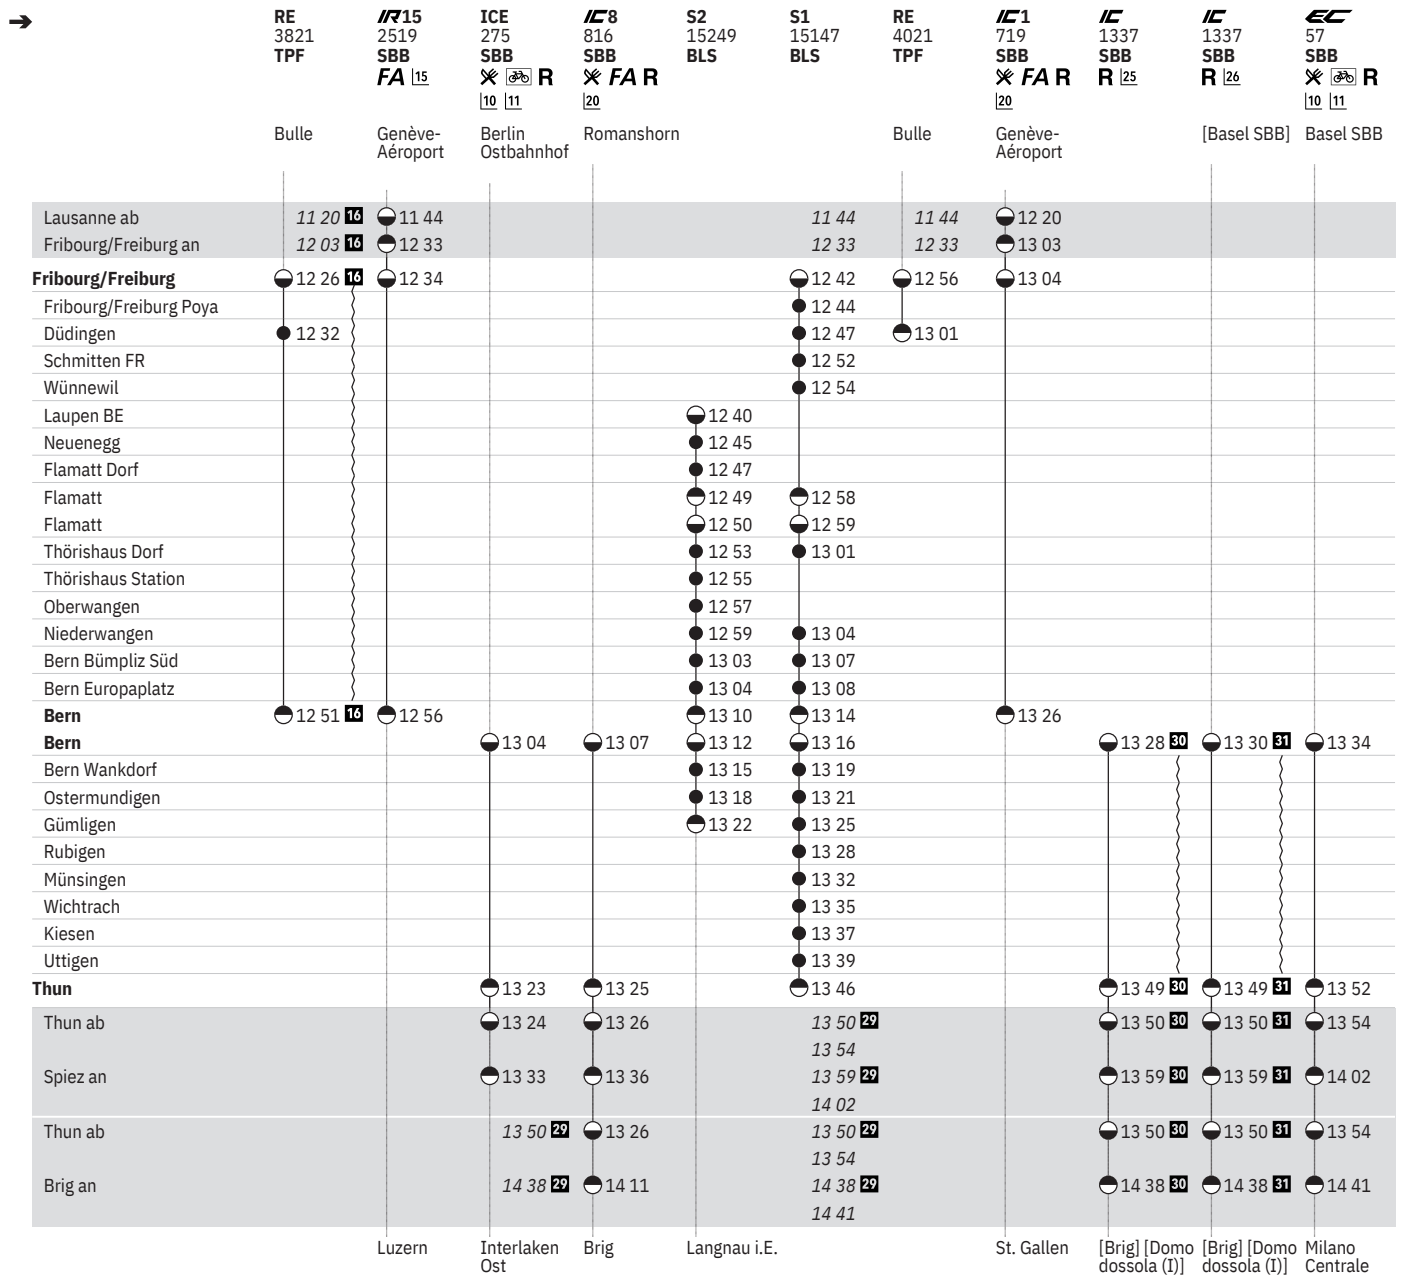 ➔ RE IR15 ICE IC8 S2 S1 RE IC1 IC IC EC
3821 2519 275 816 15249 15147 4021 719 1337 1337 57
TPF SBB SBB SBB BLS BLS TPF SBB SBB SBB SBB
FA 15 R FA R FA R R 25 R 26 R
10 11 20 20 10 11
Bulle Genève- Berlin Romanshorn Bulle Genève- [Basel SBB] Basel SBB
Aéroport Ostbahnhof Aéroport
Lausanne ab 11 20 16 11 44 11 44 11 44 12 20
Fribourg/Freiburg an 12 03 16 12 33 12 33 12 33 13 03
Fribourg/Freiburg 12 26 16 12 34 12 42 12 56 13 04
Fribourg/Freiburg Poya 12 44
Düdingen 12 32 12 47 13 01
Schmitten FR 12 52
Wünnewil 12 54
Laupen BE 12 40
Neuenegg 12 45
Flamatt Dorf 12 47
Flamatt 12 49 12 58
Flamatt 12 50 12 59
Thörishaus Dorf 12 53 13 01
Thörishaus Station 12 55
Oberwangen 12 57
Niederwangen 12 59 13 04
Bern Bümpliz Süd 13 03 13 07
Bern Europaplatz 13 04 13 08
Bern 12 51 16 12 56 13 10 13 14 13 26
Bern 13 04 13 07 13 12 13 16 13 28 30 13 30 31 13 34
Bern Wankdorf 13 15 13 19
Ostermundigen 13 18 13 21
Gümligen 13 22 13 25
Rubigen 13 28
Münsingen 13 32
Wichtrach 13 35
Kiesen 13 37
Uttigen 13 39
Thun 13 23 13 25 13 46 13 49 30 13 49 31 13 52
Thun ab 13 24 13 26 13 50 29 13 50 30 13 50 31 13 54
13 54
Spiez an 13 33 13 36 13 59 29 13 59 30 13 59 31 14 02
14 02
Thun ab 13 50 29 13 26 13 50 29 13 50 30 13 50 31 13 54
13 54
Brig an 14 38 29 14 11 14 38 29 14 38 30 14 38 31 14 41
14 41
Luzern Interlaken Brig Langnau i.E. St. Gallen [Brig] [Domo [Brig] [Domo Milano
Ost dossola (I)] dossola (I)] Centrale